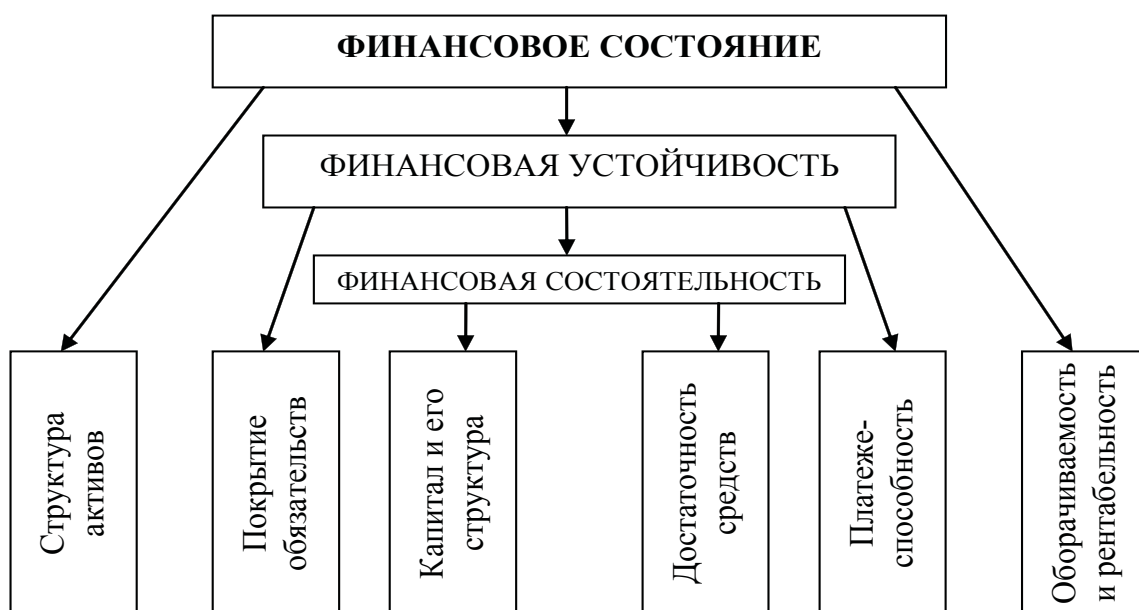 ФИНАНСОВОЕ СОСТОЯНИЕ
ФИНАНСОВАЯ УСТОЙЧИВОСТЬ
ФИНАНСОВАЯ СОСТОЯТЕЛЬНОСТЬ
Структура
активов
Покрытие
обязательств
Капитал и его
структура
Достаточность
средств
Платеже-
способность
Оборачиваемость
и рентабельность